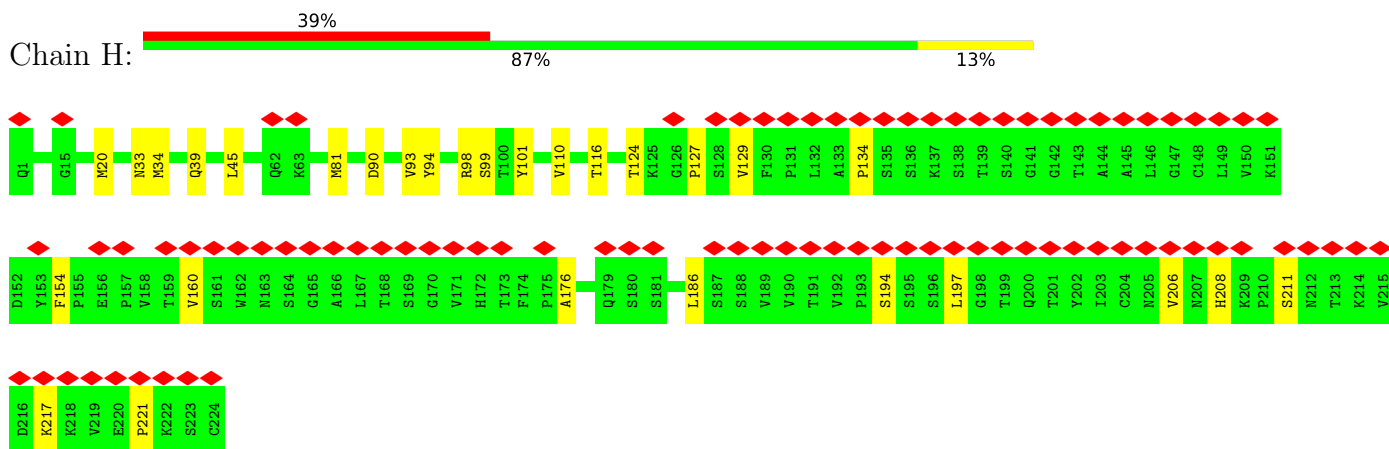 39%
Chain H:
87% 13%
Q1 G15 M20 N33 M34 Q39 L45 Q62 K63 M81 D90 V93 Y94 R98 S99 T100 Y101 V110 T116 T124 K125 G126 P127 S128 V129 F130 P131 L132 A133 P134 S135 S136 K137 S138 T139 S140 G141 G142 T143 A144 A145 L146 G147 C148 L149 V150 K151
D152 Y153 F154 P155 E156 P157 V158 T159 V160 S161 W162 N163 S164 G165 A166 L167 T168 S169 G170 V171 H172 T173 F174 P175 A176 Q179 S180 S181 L186 S187 S188 V189 V190 T191 V192 P193 S194 S195 S196 L197 G198 T199 Q200 T201 Y202 I203 C204 N205 V206 N207 H208 K209 P210 S211 N212 T213 K214 V215
D216 K217 K218 V219 E220 P221 K222 S223 C224